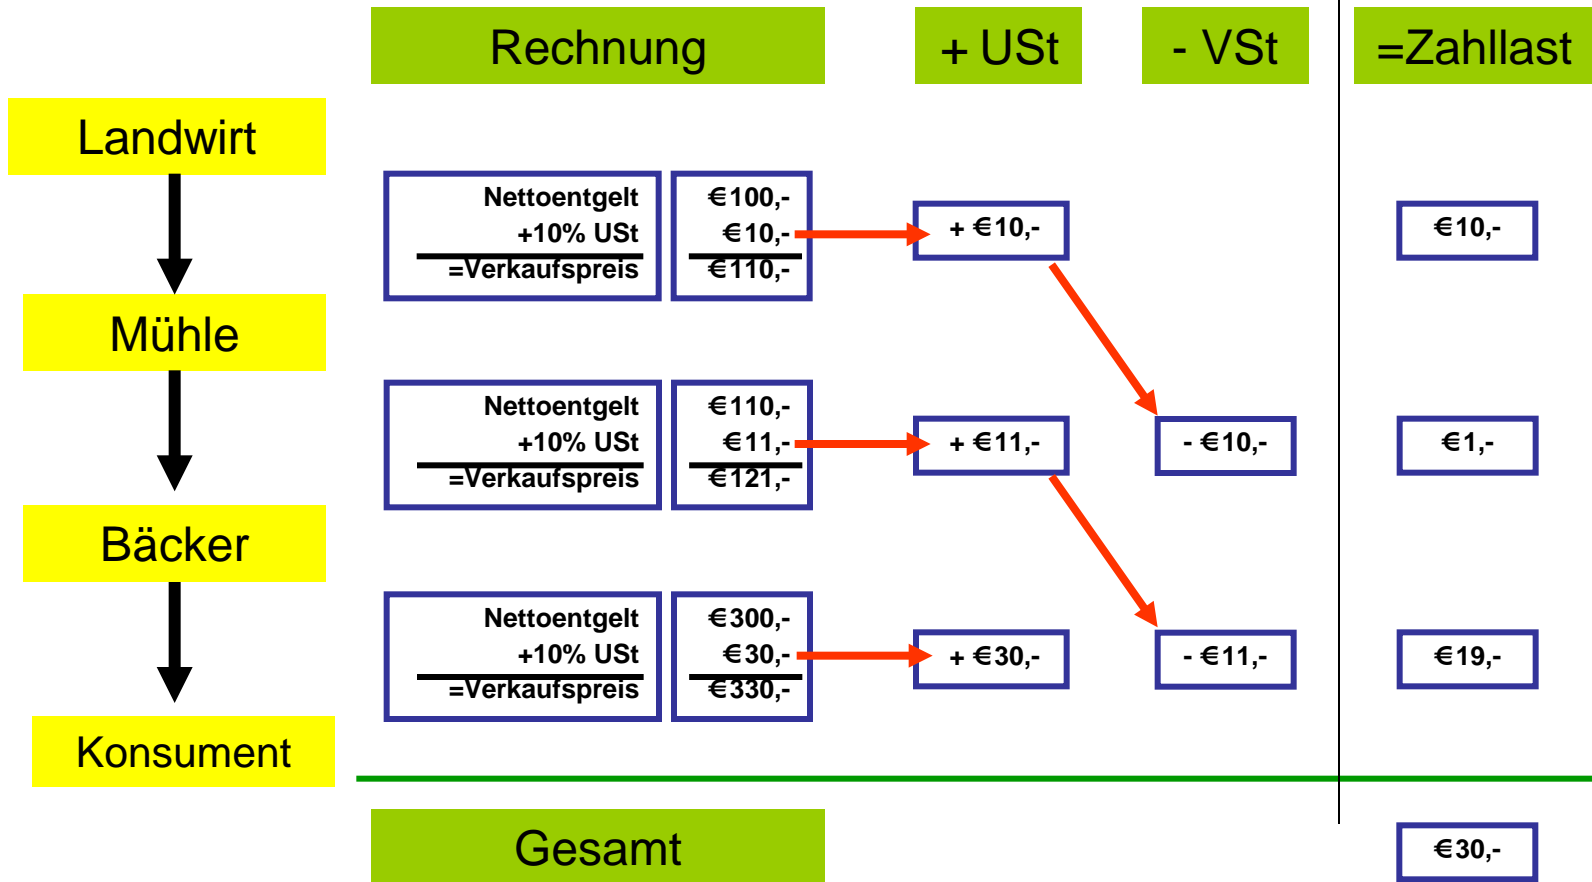 Rechnung + USt - VSt =Zahllast
Landwirt
Nettoentgelt €100,-
+10% USt €10,- + €10,- €10,-
=Verkaufspreis €110,-
Mühle
Nettoentgelt €110,-
+10% USt €11,- + €11,- - €10,- €1,-
=Verkaufspreis €121,-
Bäcker
Nettoentgelt €300,-
+10% USt €30,- + €30,- - €11,- €19,-
=Verkaufspreis €330,-
Konsument
Gesamt €30,-